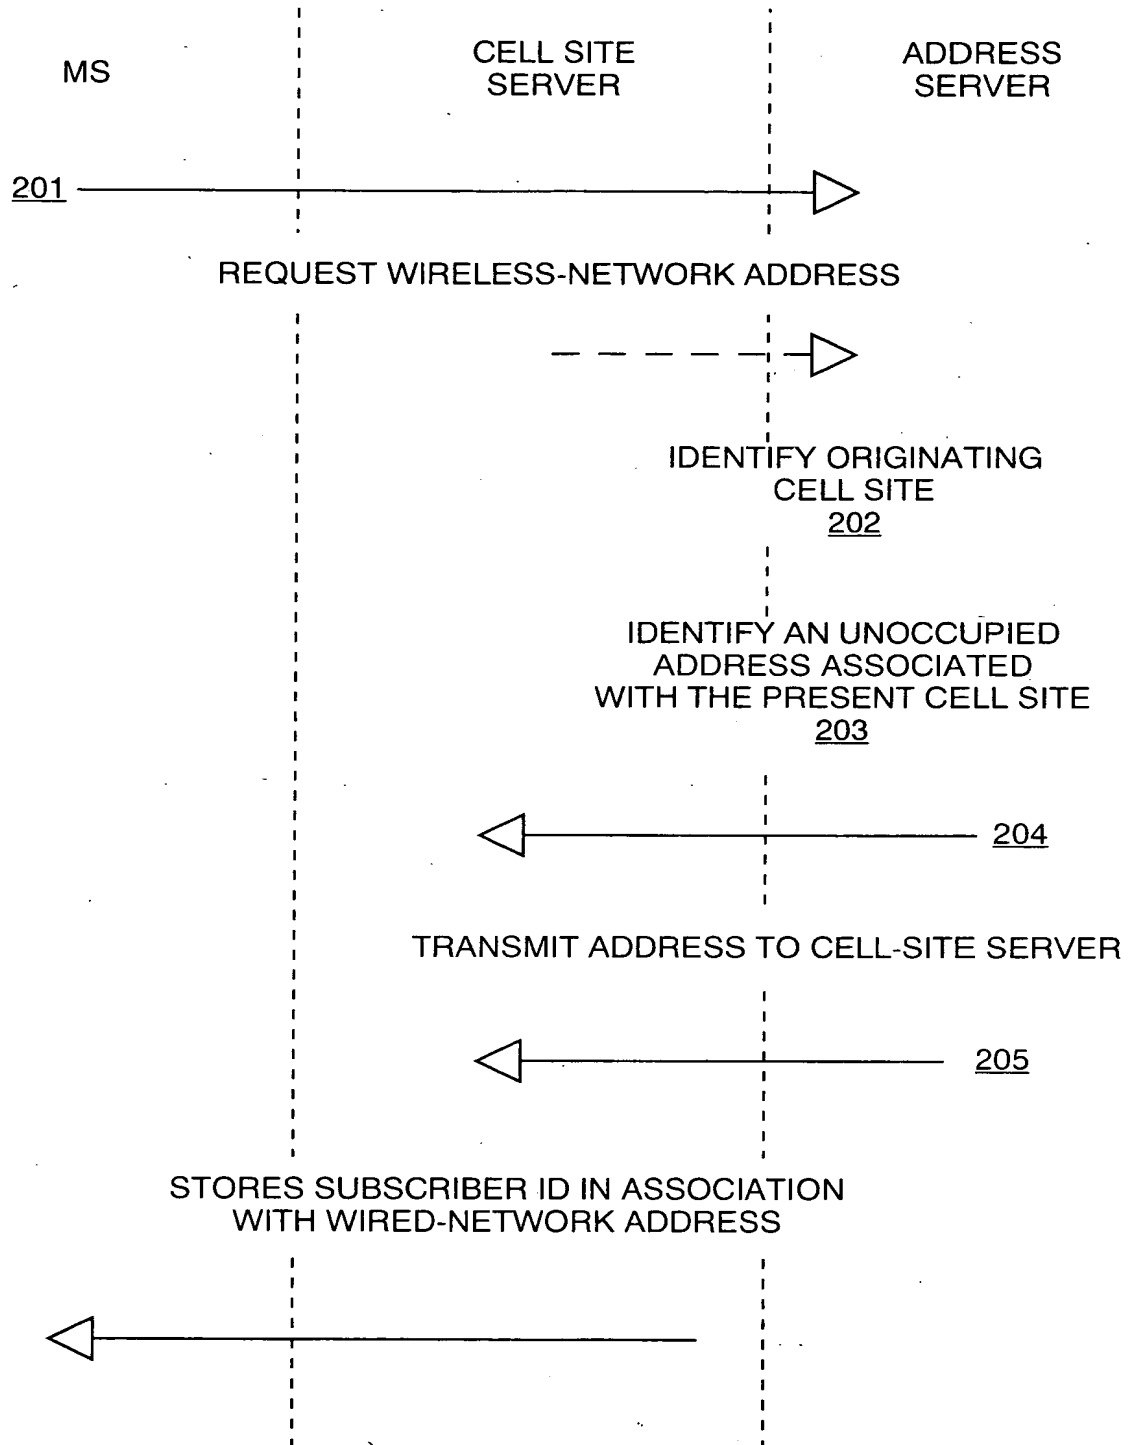 MS
CELL SITE
SERVER
ADDRESS
SERVER
201
REQUEST WIRELESS-NETWORK ADDRESS
IDENTIFY ORIGINATING
CELL SITE
202
IDENTIFY AN UNOCCUPIED
ADDRESS ASSOCIATED
WITH THE PRESENT CELL SITE
203
204
TRANSMIT ADDRESS TO CELL-SITE SERVER
205
STORES SUBSCRIBER ID IN ASSOCIATION
WITH WIRED-NETWORK ADDRESS